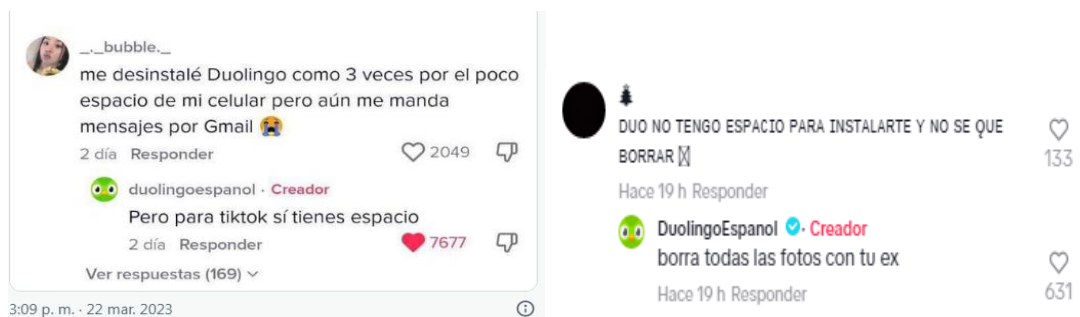 _._bubble._
me desinstalé Duolingo como 3 veces por el poco
espacio de mi celular pero aún me manda
mensajes por Gmail 😭
2 día Responder
2049
duolingoespanol · Creador
Pero para tiktok sí tienes espacio
2 día Responder
7677
Ver respuestas (169)
3:09 p. m. · 22 mar. 2023
DUO NO TENGO ESPACIO PARA INSTALARTE Y NO SE QUE
BORRAR
133
Hace 19 h Responder
DuolingoEspanol · Creador
borra todas las fotos con tu ex
Hace 19 h Responder
631